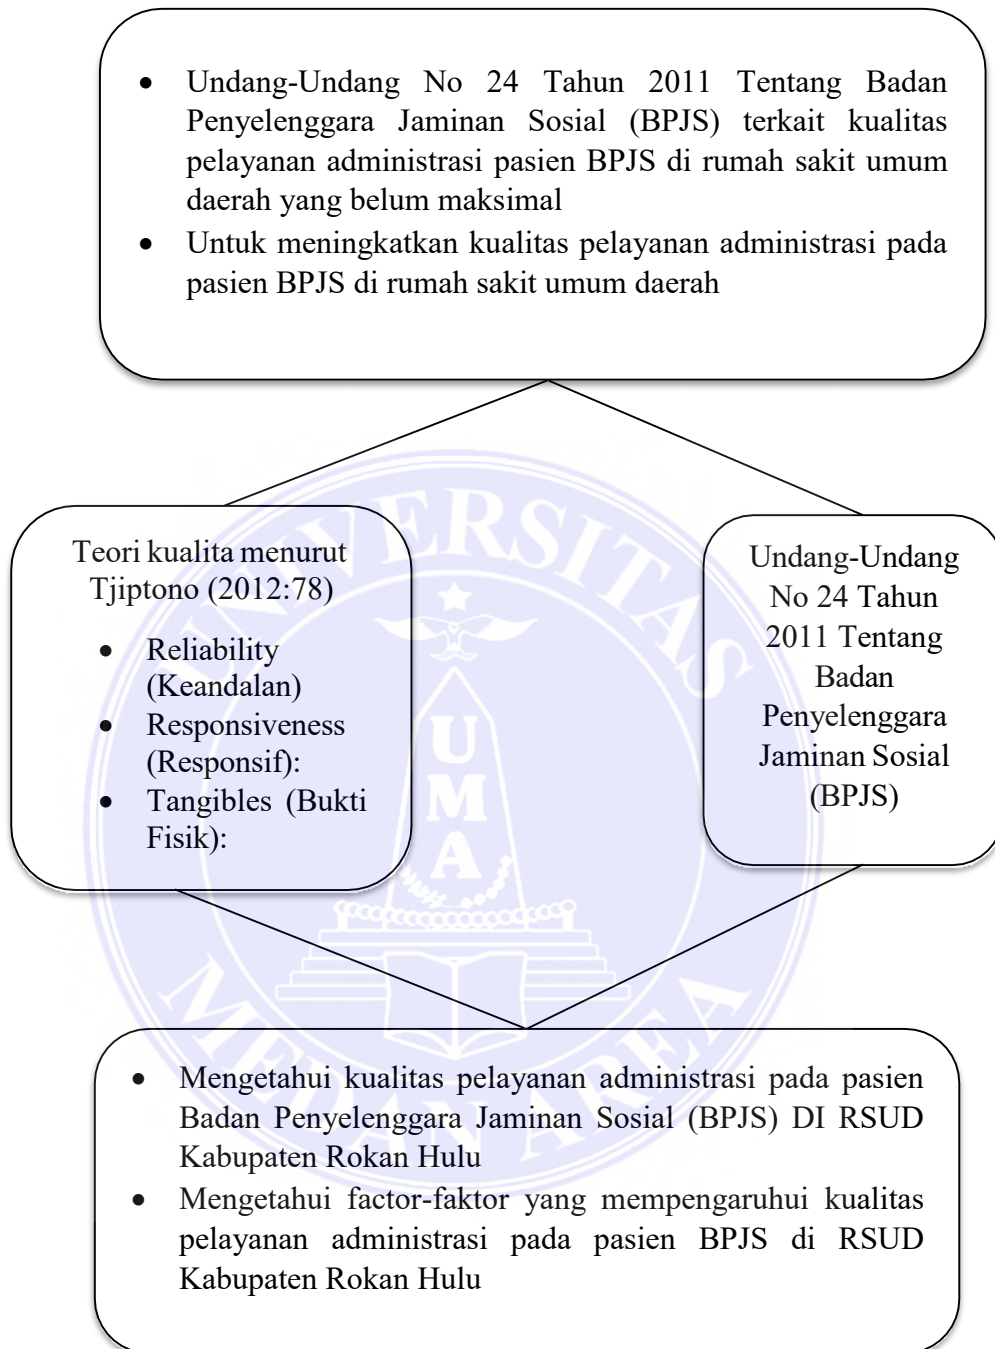 • Undang-Undang No 24 Tahun 2011 Tentang Badan
Penyelenggara Jaminan Sosial (BPJS) terkait kualitas
pelayanan administrasi pasien BPJS di rumah sakit umum
daerah yang belum maksimal
• Untuk meningkatkan kualitas pelayanan administrasi pada
pasien BPJS di rumah sakit umum daerah
Teori kualita menurut
Tjiptono (2012:78)
• Reliability
(Keandalan)
• Responsiveness
(Responsif):
• Tangibles (Bukti
Fisik):
Undang-Undang
No 24 Tahun
2011 Tentang
Badan
Penyelenggara
Jaminan Sosial
(BPJS)
UNIVERSITAS
UMA
MEDAN AREA
• Mengetahui kualitas pelayanan administrasi pada pasien
Badan Penyelenggara Jaminan Sosial (BPJS) DI RSUD
Kabupaten Rokan Hulu
• Mengetahui factor-faktor yang mempengaruhui kualitas
pelayanan administrasi pada pasien BPJS di RSUD
Kabupaten Rokan Hulu